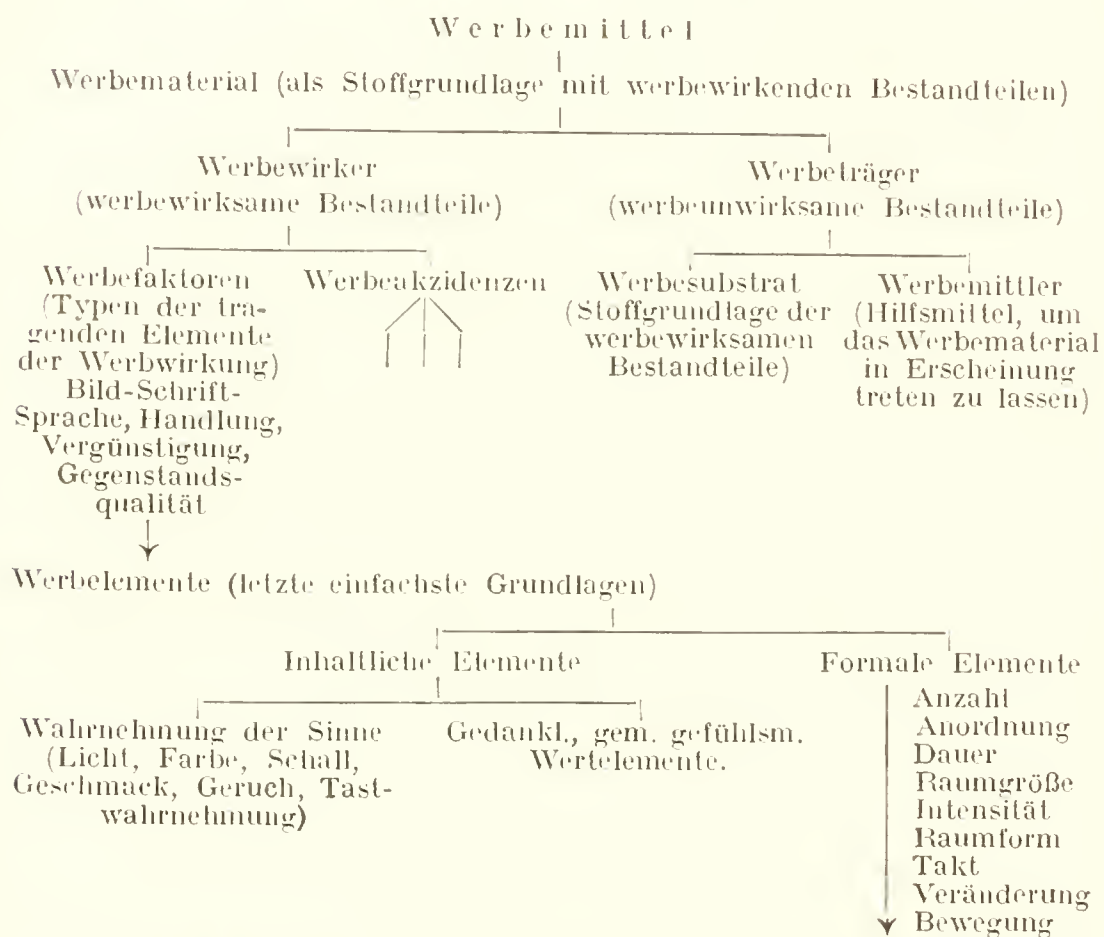 Werbemittel
Werbematerial (als Stoffgrundlage mit werbewirkenden Bestandteilen)
Werbewirker
(werbewirksame Bestandteile)
Werbeträger
(werbeunwirksame Bestandteile)
Werbefaktoren
(Typen der tra-
genden Elemente
der Werbwirkung)
Bild-Schrift-
Sprache, Handlung,
Vergünstigung,
Gegenstands-
qualität
Werbeakzidenzen
Werbesubstrat
(Stoffgrundlage der
werbewirksamen
Bestandteile)
Werbemittler
(Hilfsmittel, um
das Werbematerial
in Erscheinung
treten zu lassen)
Werbelemente (letzte einfachste Grundlagen)
Inhaltliche Elemente
Wahrnehmung der Sinne
(Licht, Farbe, Schall,
Geschmack, Geruch, Tast-
wahrnehmung)
Gedankl., gem. gefühlsm.
Wertelemente.
Formale Elemente
Anzahl
Anordnung
Dauer
Raumgröße
Intensität
Raumform
Takt
Veränderung
Bewegung